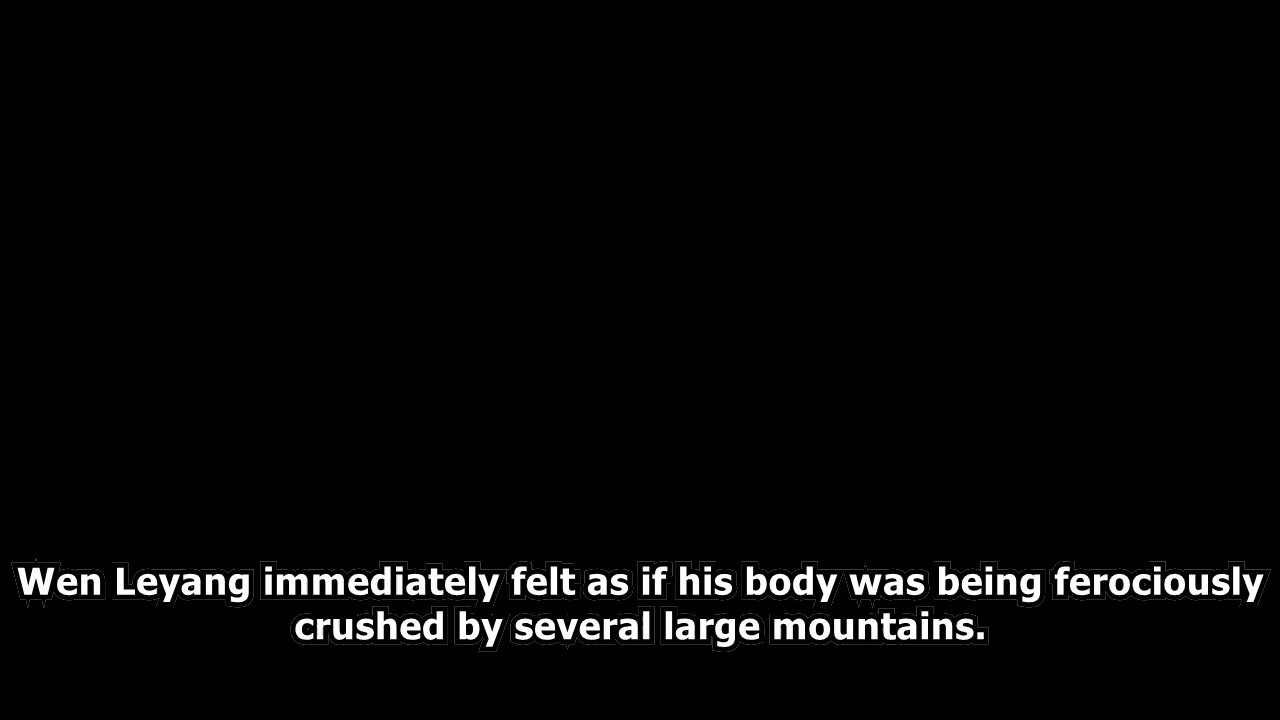 Wen Leyang immediately felt as if his body was being ferociously
crushed by several large mountains.